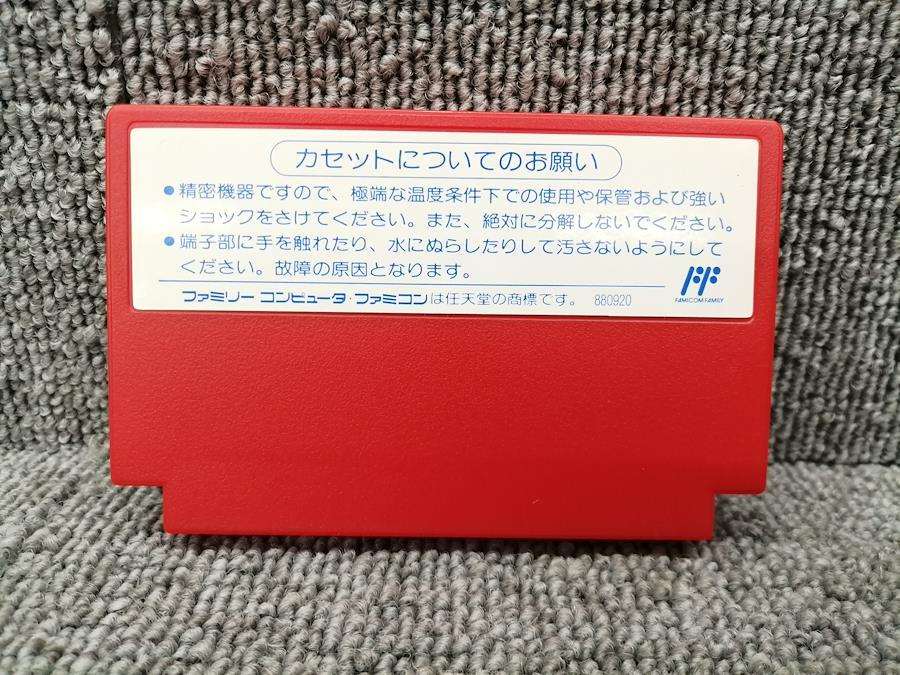 カセットについてのお願い
●精密機器ですので、極端な温度条件下での使用や保管および強い
ショックをさけてください。また、絶対に分解しないでください。
●端子部に手を触れたり、水にぬらしたりして汚さないようにして
ください。故障の原因となります。
FAMICOM FAMILY
ファミリー コンピュータ・ファミコンは任天堂の商標です。 880920